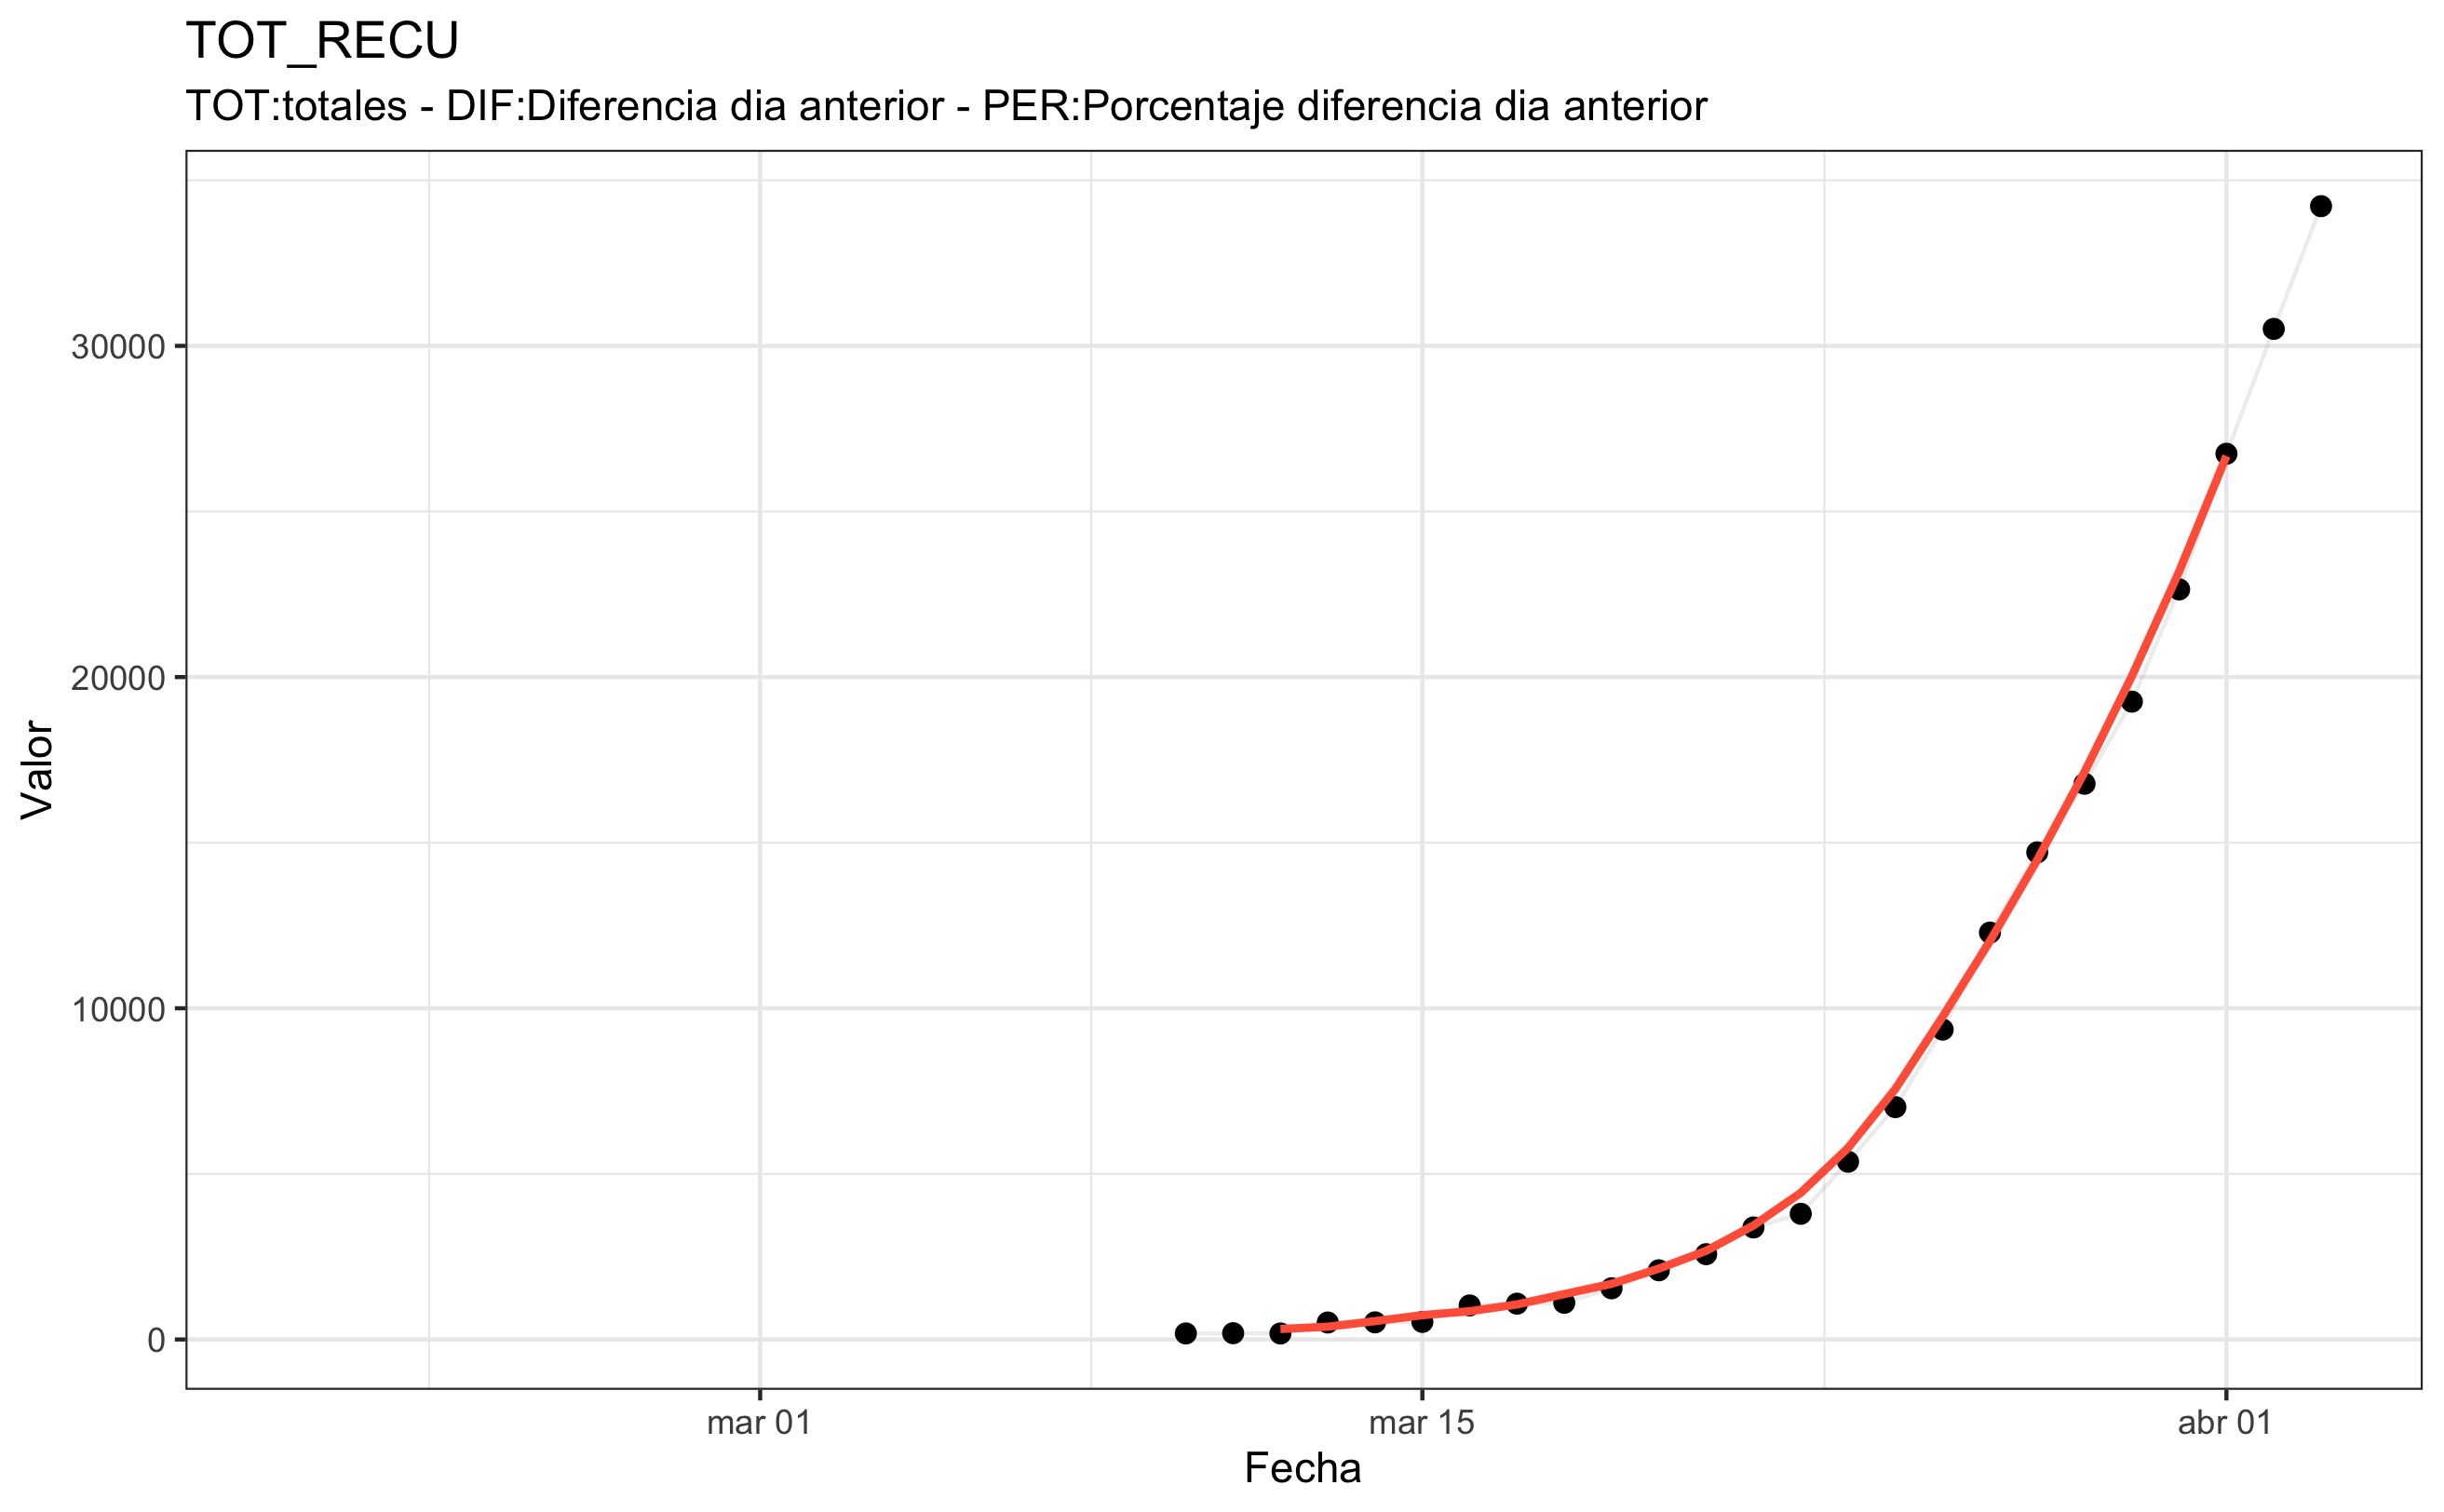 TOT_RECU
TOT:totales - DIF:Diferencia dia anterior - PER:Porcentaje diferencia dia anterior
30000
20000
10000
0
Valor
mar 01
mar 15
abr 01
Fecha